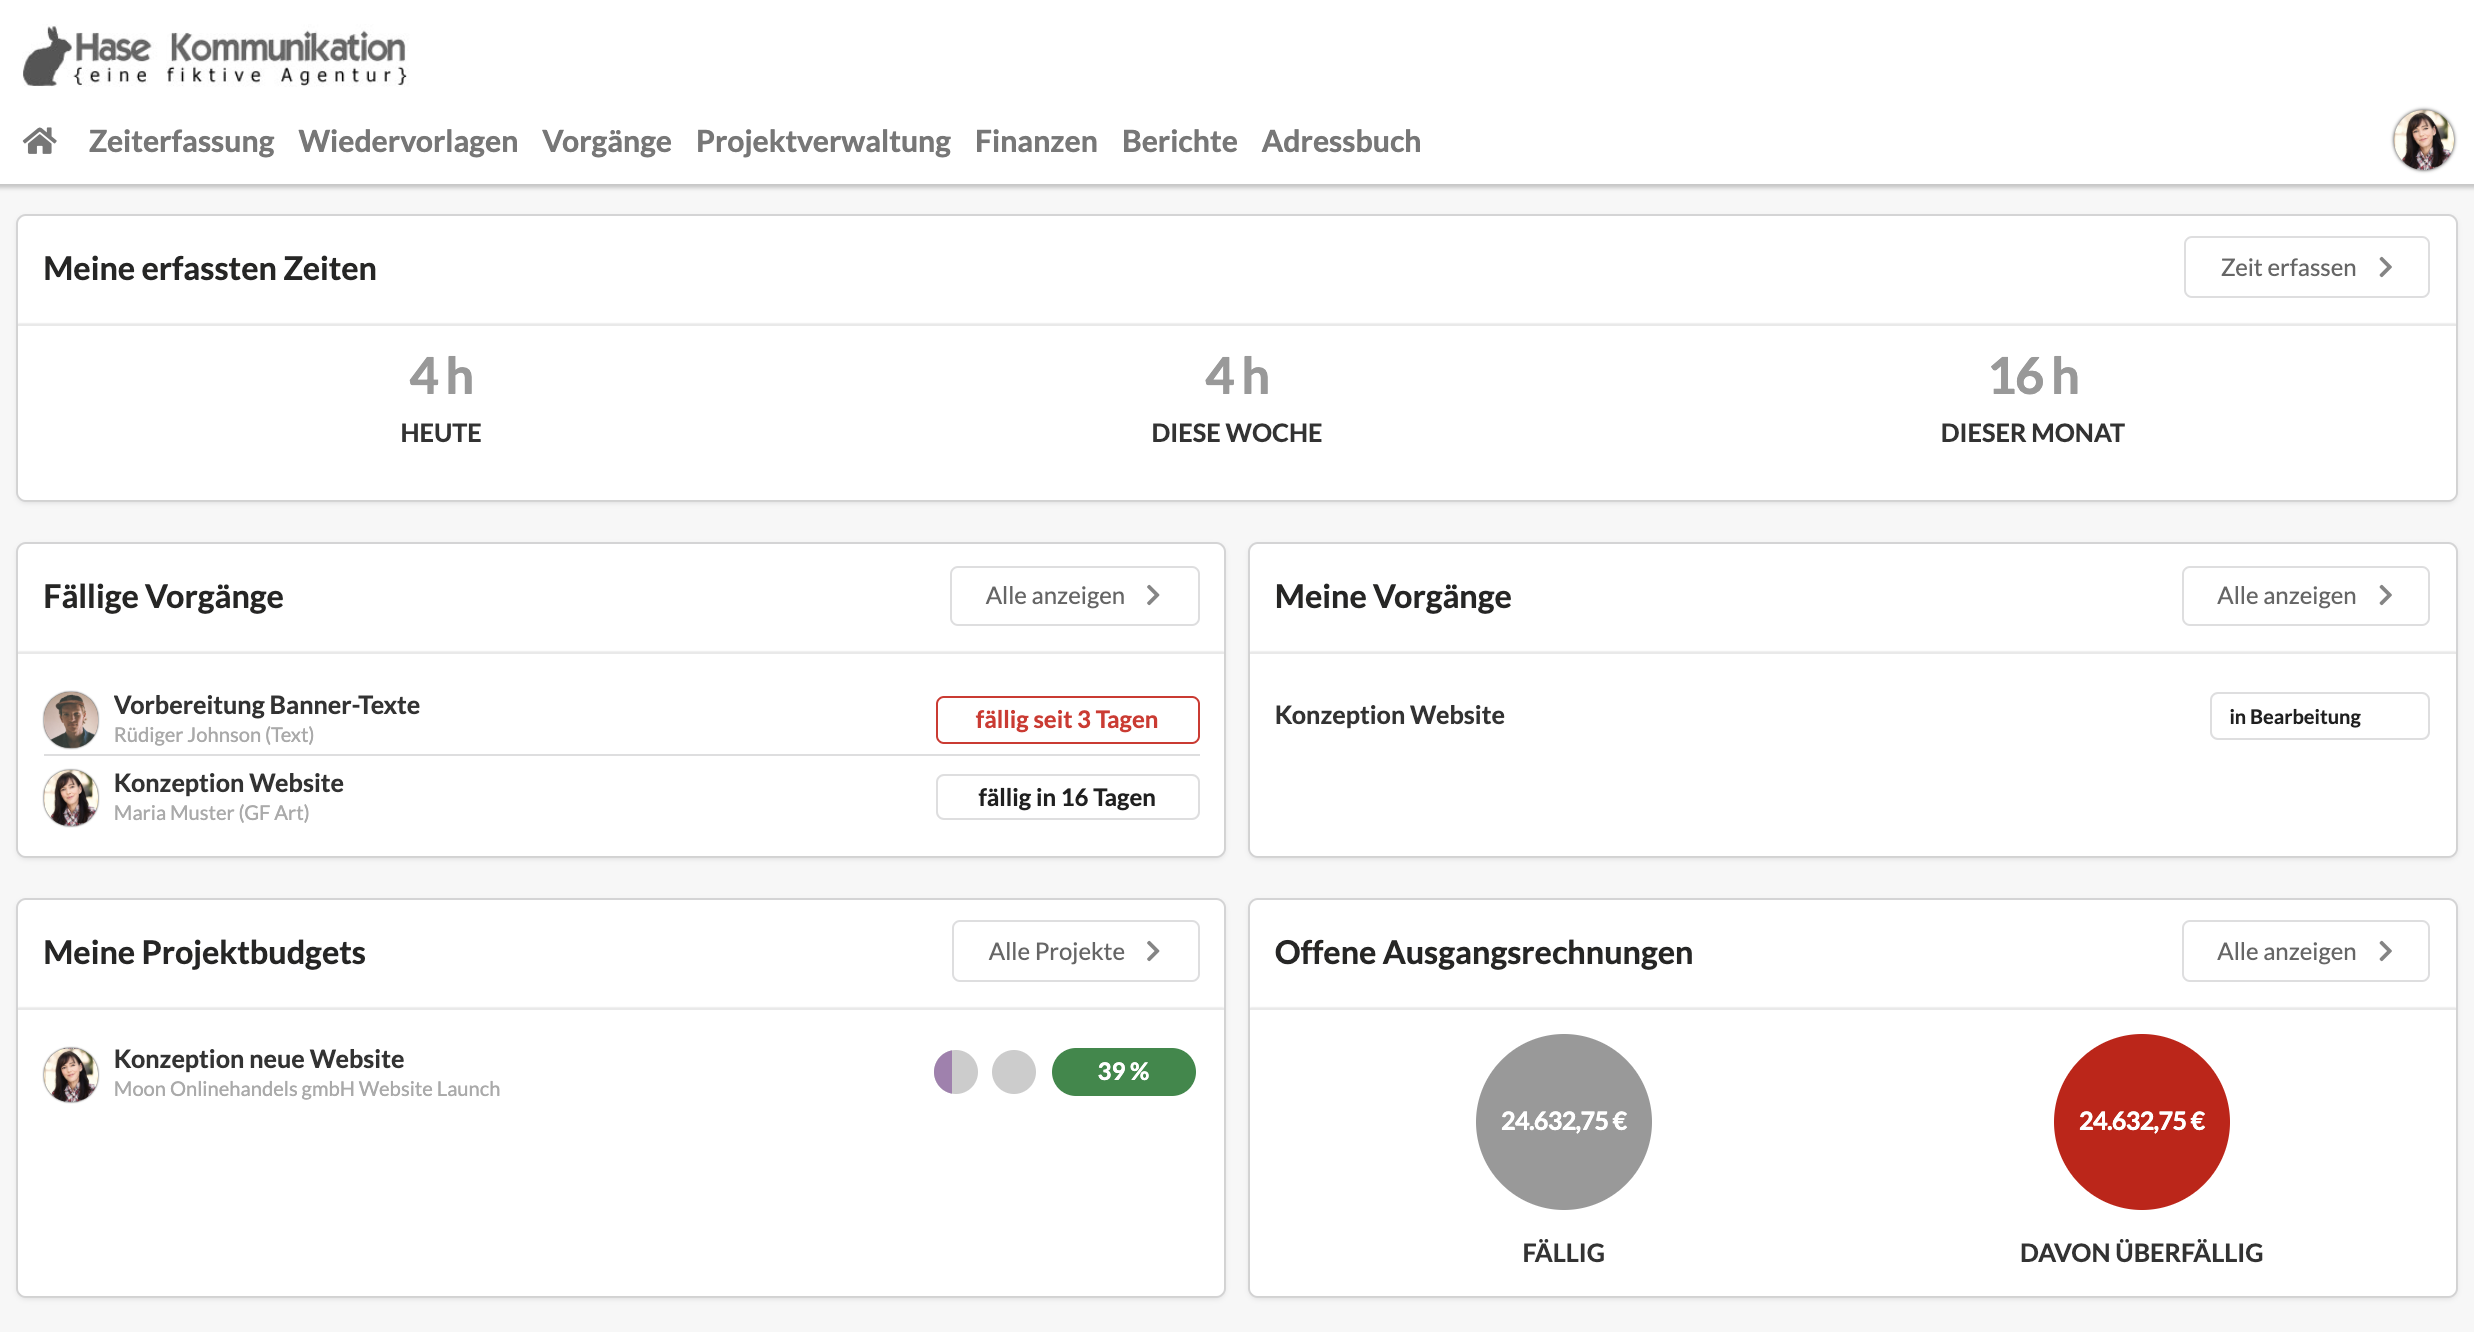 Hase Kommunikation
{eine fiktive Agentur}
Zeiterfassung Wiedervorlagen Vorgänge Projektverwaltung Finanzen Berichte Adressbuch
Meine erfassten Zeiten
Zeit erfassen
4 h
HEUTE
4 h
DIESE WOCHE
16 h
DIESER MONAT
Fällige Vorgänge
Alle anzeigen
Vorbereitung Banner-Texte
Rüdiger Johnson (Text)
fällig seit 3 Tagen
Konzeption Website
Maria Muster (GF Art)
fällig in 16 Tagen
Meine Vorgänge
Alle anzeigen
Konzeption Website
in Bearbeitung
Meine Projektbudgets
Alle Projekte
Konzeption neue Website
Moon Onlinehandels gmbH Website Launch
39 %
Offene Ausgangsrechnungen
Alle anzeigen
24.632,75 €
FÄLLIG
24.632,75 €
DAVON ÜBERFÄLLIG